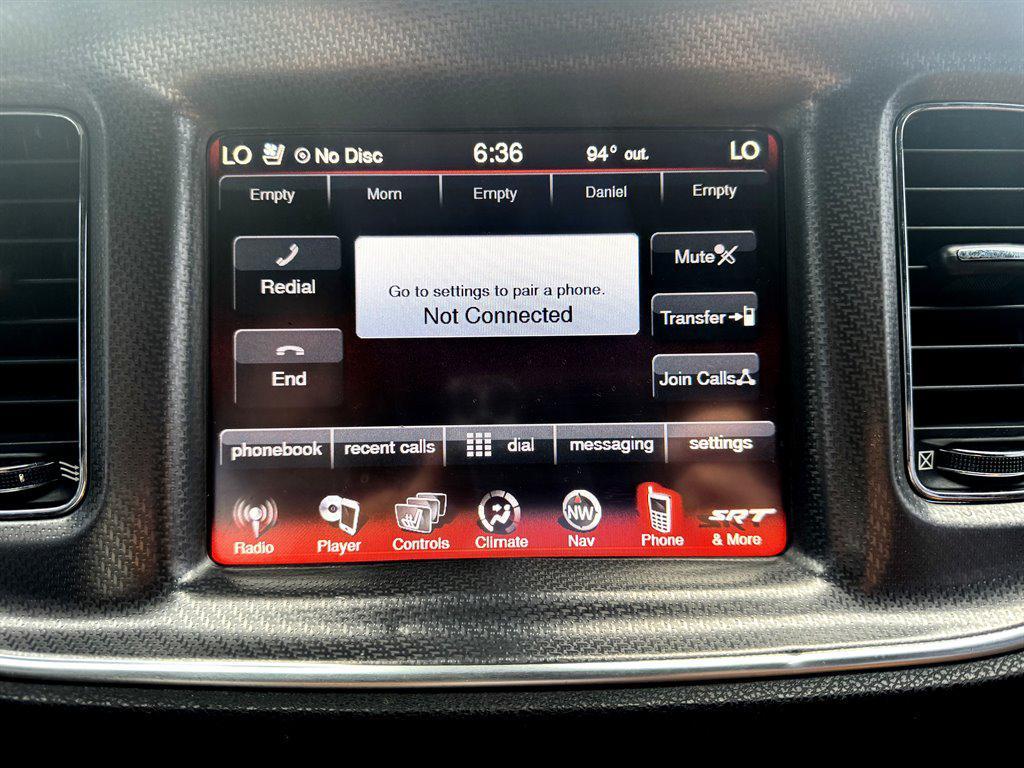 LO No Disc 6:36 94° out. LO
Empty Mom Empty Daniel Empty
Redial
End
Go to settings to pair a phone.
Not Connected
Mute
Transfer
Join Calls
phonebook recent calls dial messaging settings
NW
SRT
Radio Player Controls Climate Nav Phone & More